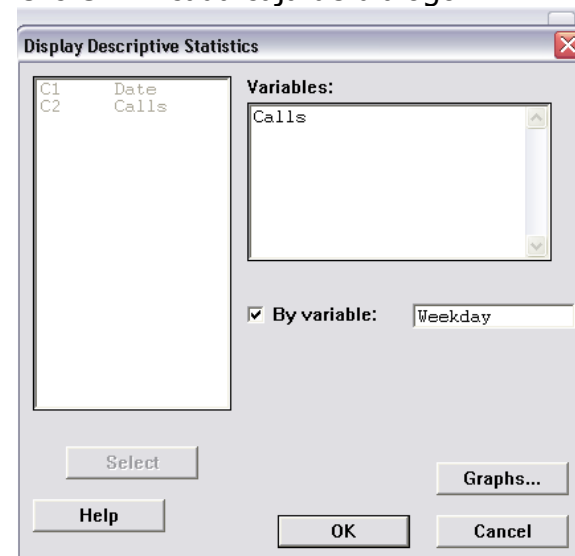 Display Descriptive Statistics
C1 Date
C2 Calls
Variables:
Calls
By variable: Weekday
Select
Graphs...
Help
OK
Cancel